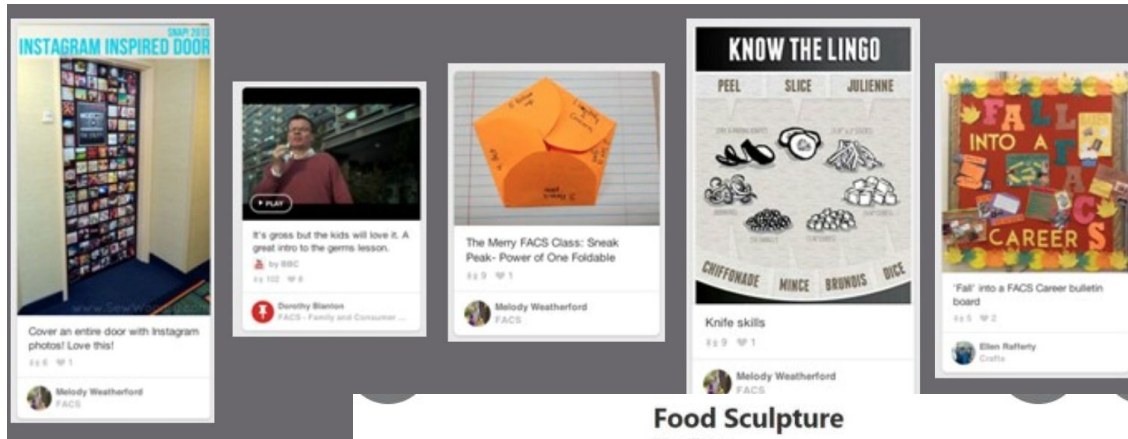 SNAP! 2013
INSTAGRAM INSPIRED DOOR
Cover an entire door with Instagram
photos! Love this!
6 1
Melody Weatherford
FACS
PLAY
It's gross but the kids will love it. A
great intro to the germs lesson.
by BBC
102 8
Dorothy Blanton
FACS - Family and Consumer ...
The Merry FACS Class: Sneak
Peak- Power of One Foldable
9 1
Melody Weatherford
FACS
KNOW THE LINGO
PEEL SLICE JULIENNE
CHIFFONADE MINCE BRUNOIS DICE
Knife skills
9 1
Melody Weatherford
FACS
FALL
INTO A
FACS
CAREER
'Fall' into a FACS Career bulletin
board
5 2
Ellen Rafferty
Crafts
Food Sculpture